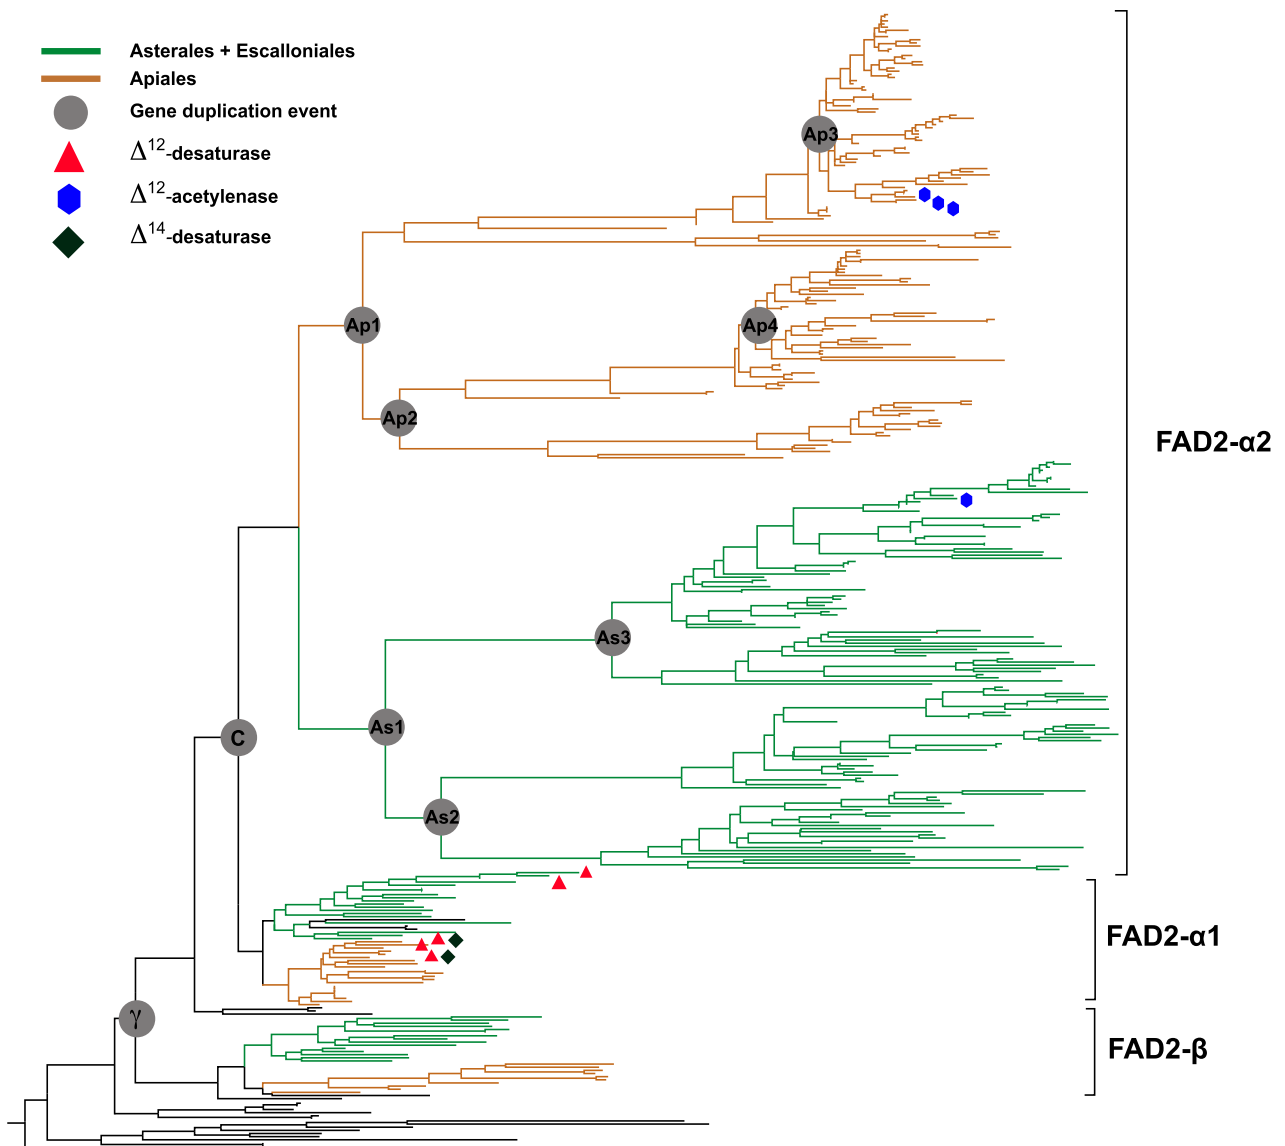 Asterales + Escalloniales
Apiales
Gene duplication event
Δ¹²-desaturase
Δ¹²-acetylenase
Δ¹⁴-desaturase
Ap3
Ap1
Ap4
Ap2
FAD2-α2
As3
As1
C
As2
FAD2-α1
γ
FAD2-β